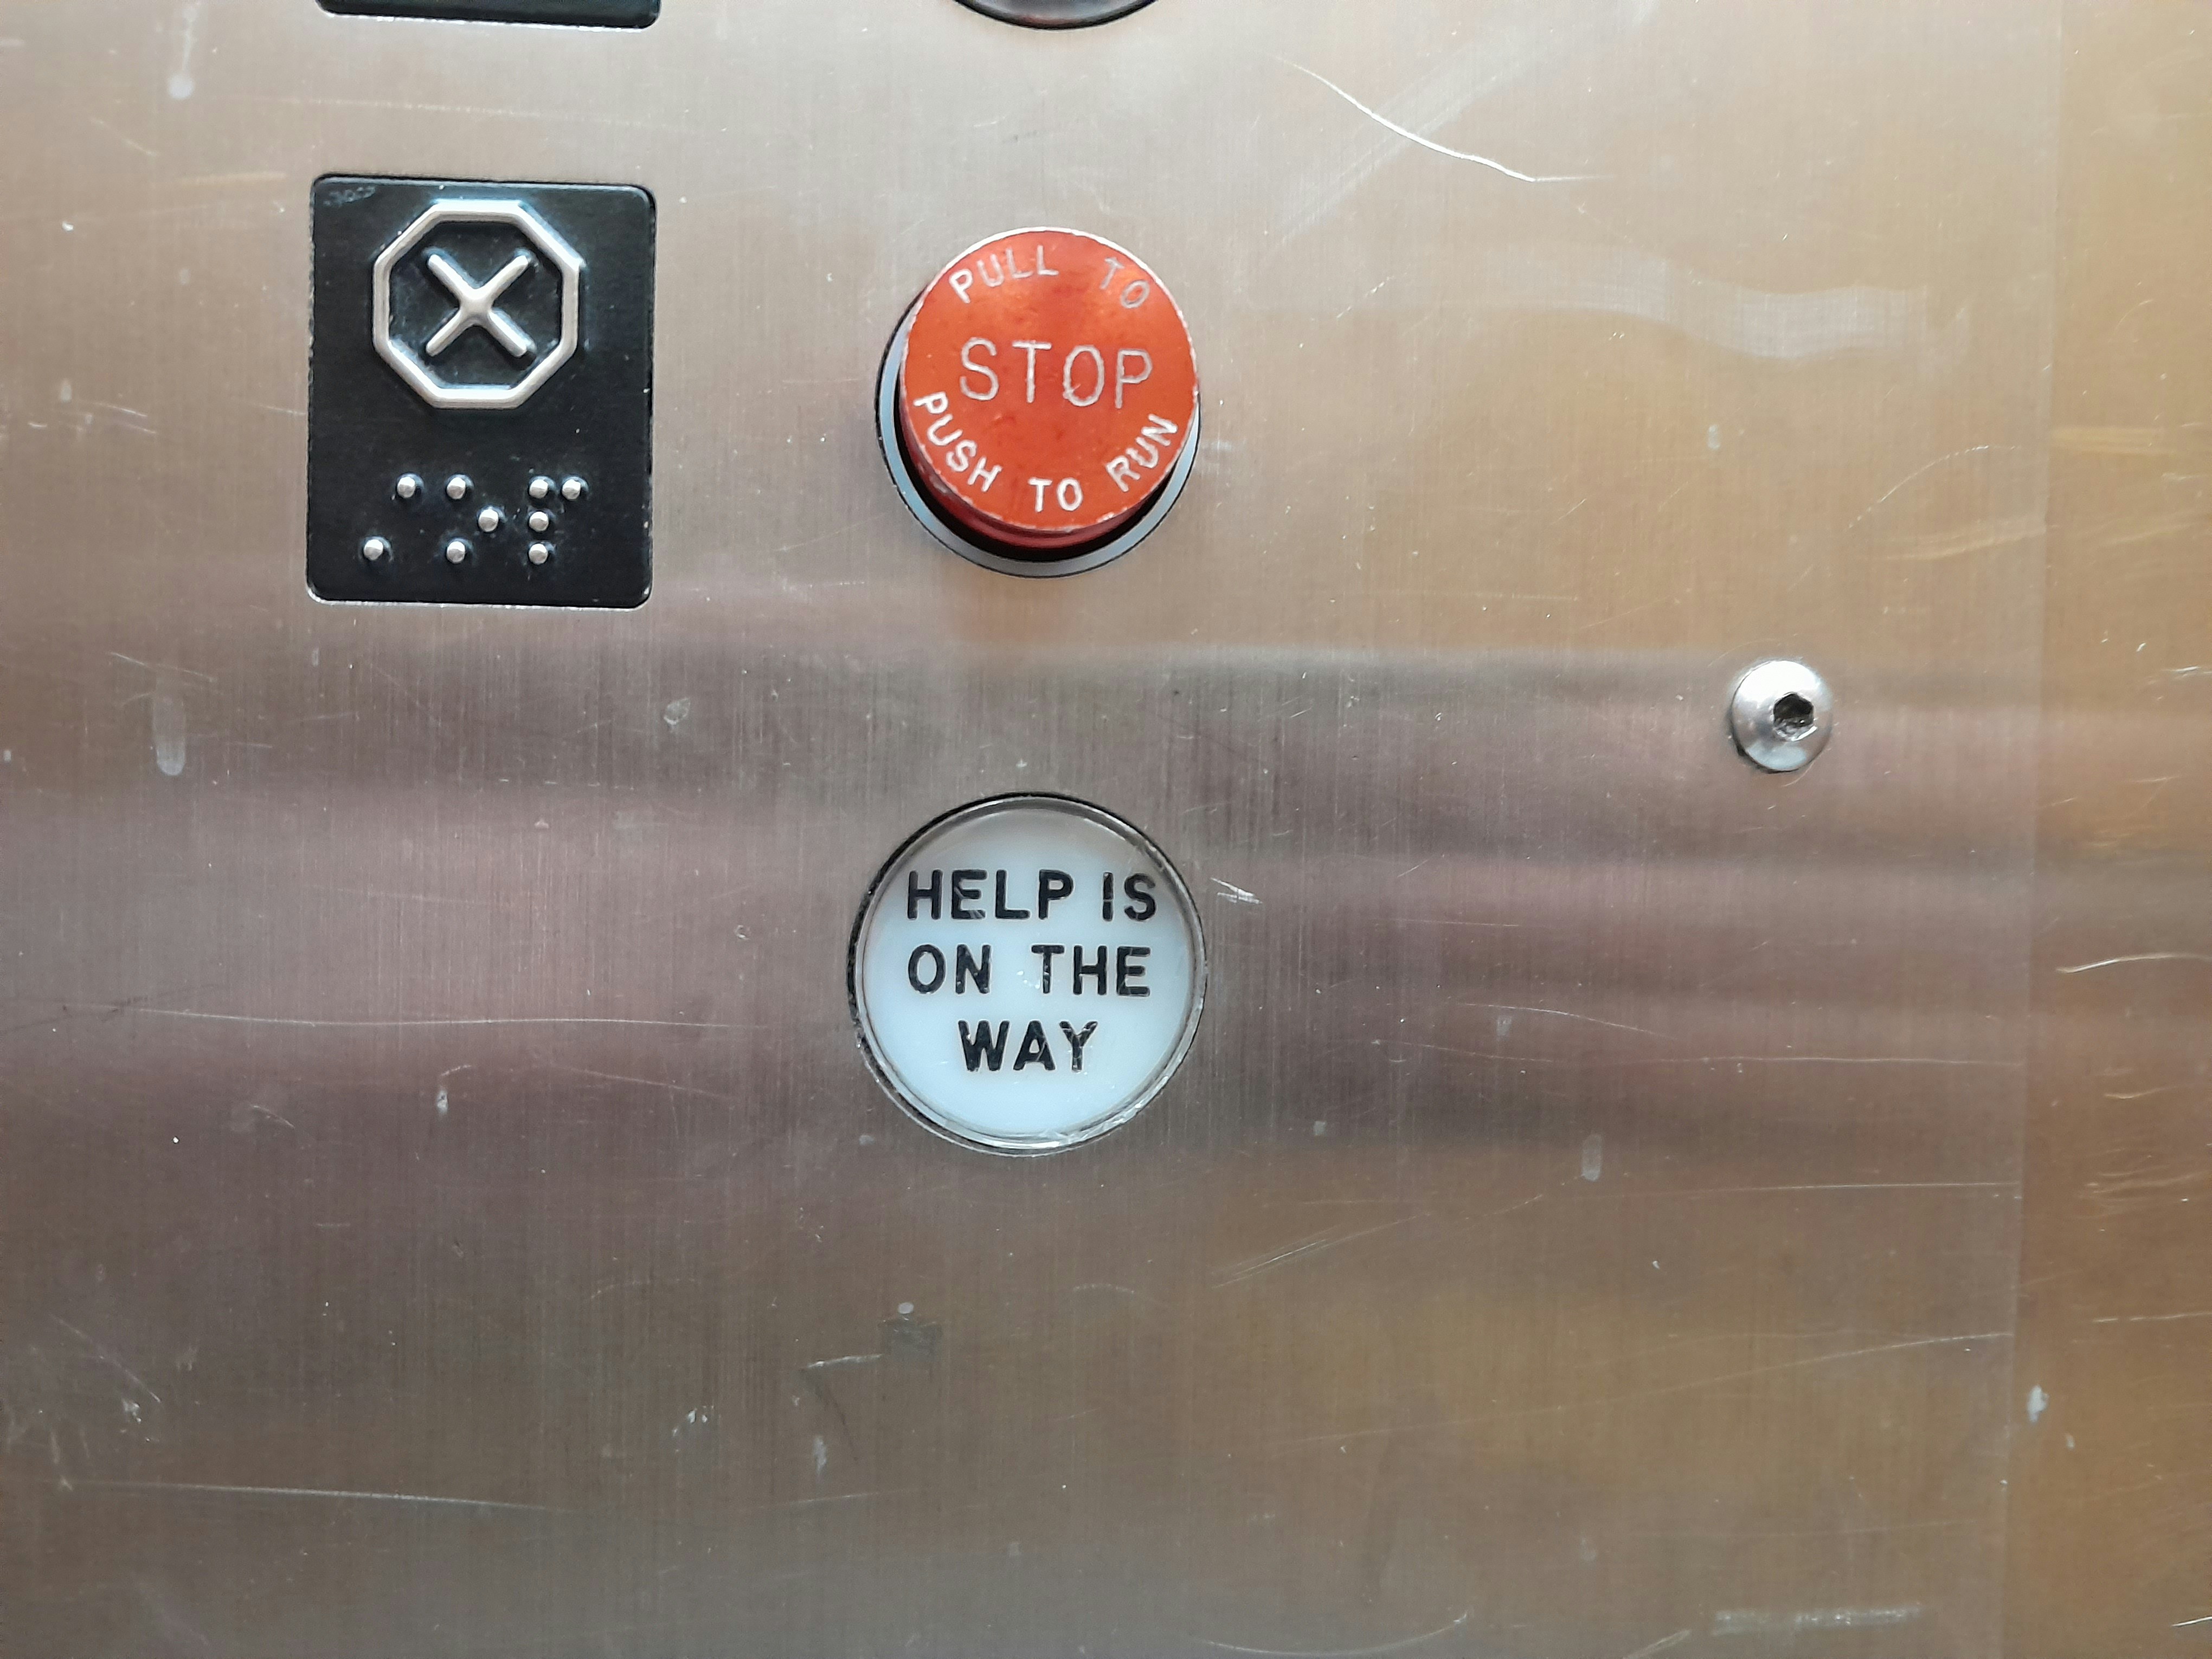 ⠌⠕⠏
PULL TO
STOP
PUSH TO RUN
HELP IS
ON THE
WAY